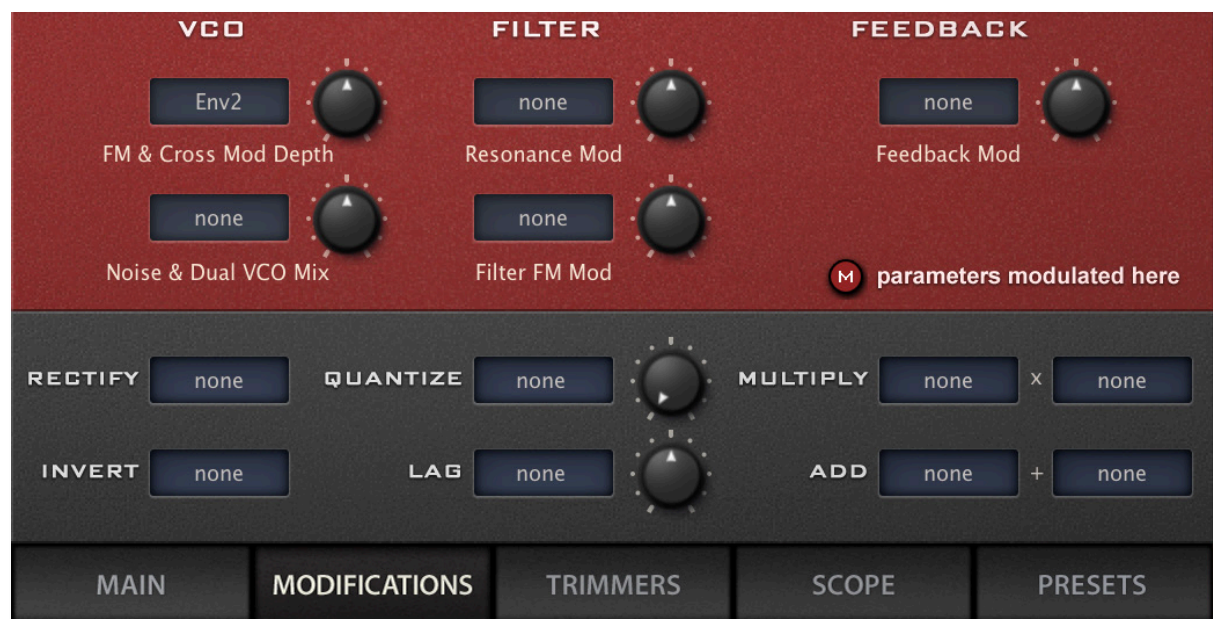 VCO FILTER FEEDBACK
Env2 none none
FM & Cross Mod Depth Resonance Mod Feedback Mod
none none
Noise & Dual VCO Mix Filter FM Mod
M parameters modulated here
RECTIFY none QUANTIZE none MULTIPLY none x none
INVERT none LAG none ADD none + none
MAIN MODIFICATIONS TRIMMERS SCOPE PRESETS